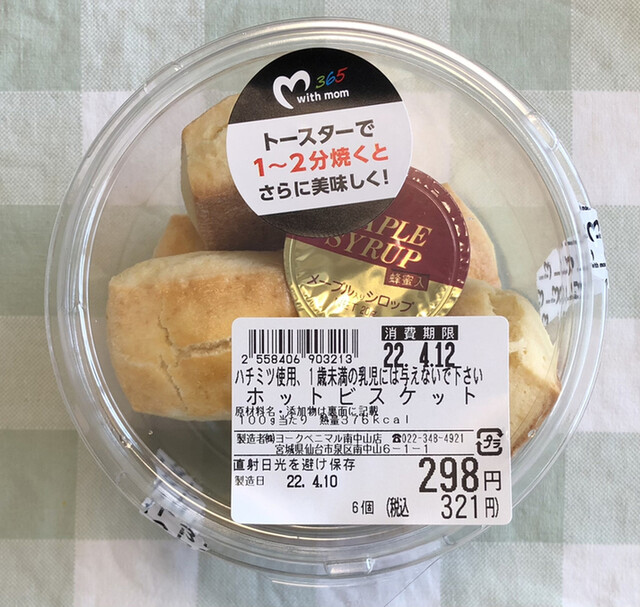 365
with mom
トースターで
1〜2分焼くと
さらに美味しく!
MAPLE
SYRUP
蜂蜜入
メープルシロップ
消費期限
2 558406 903213
22. 4.12
ハチミツ使用、1歳未満の乳児には与えないで下さい
ホットビスケット
原材料名・添加物は裏面に記載
100g当たり 熱量376kcal
製造者㈱ヨークベニマル南中山店 ☎022-348-4921
宮城県仙台市泉区南中山6-1-1
プラ
直射日光を避け保存
製造日 22. 4.10
298円
6個 (税込 321円)